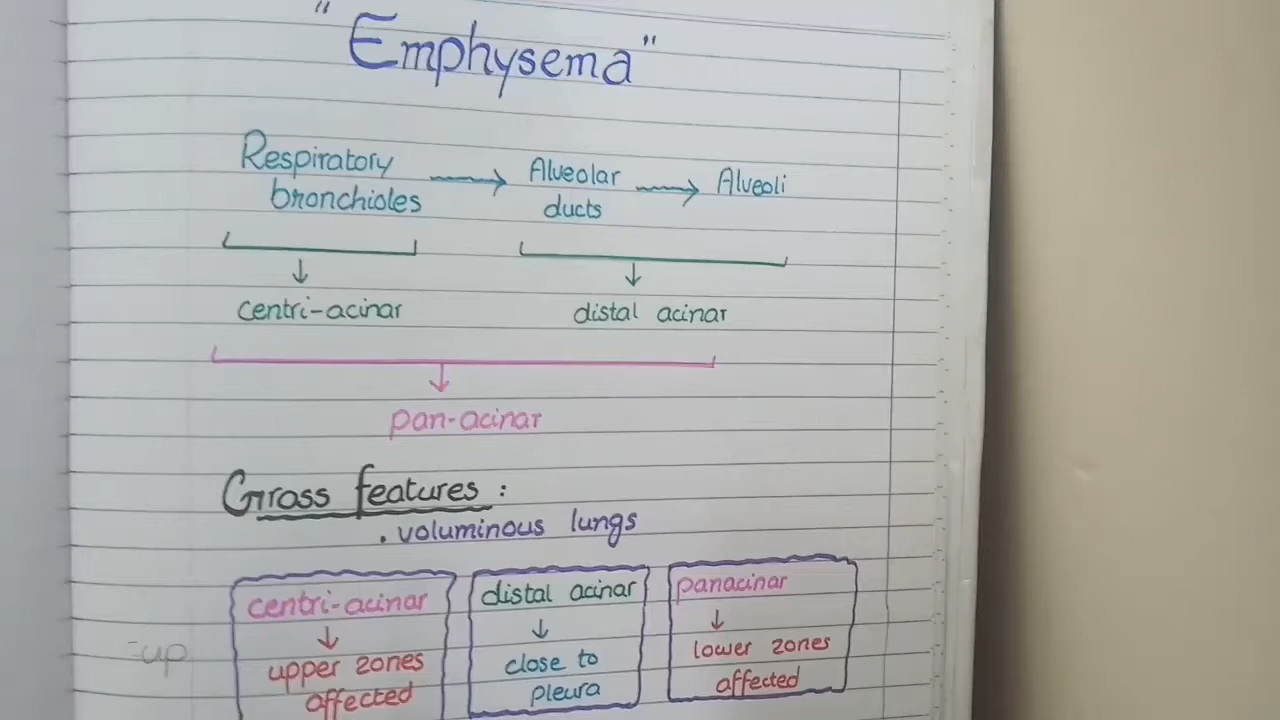 "Emphysema"
Respiratory bronchioles → Alveolar ducts → Alveoli
↓ ↓
centri-acinar distal acinar
↓
pan-acinar
Gross features :
. voluminous lungs
centri-acinar
↓
upper zones
affected
distal acinar
↓
close to
pleura
panacinar
↓
lower zones
affected
-up